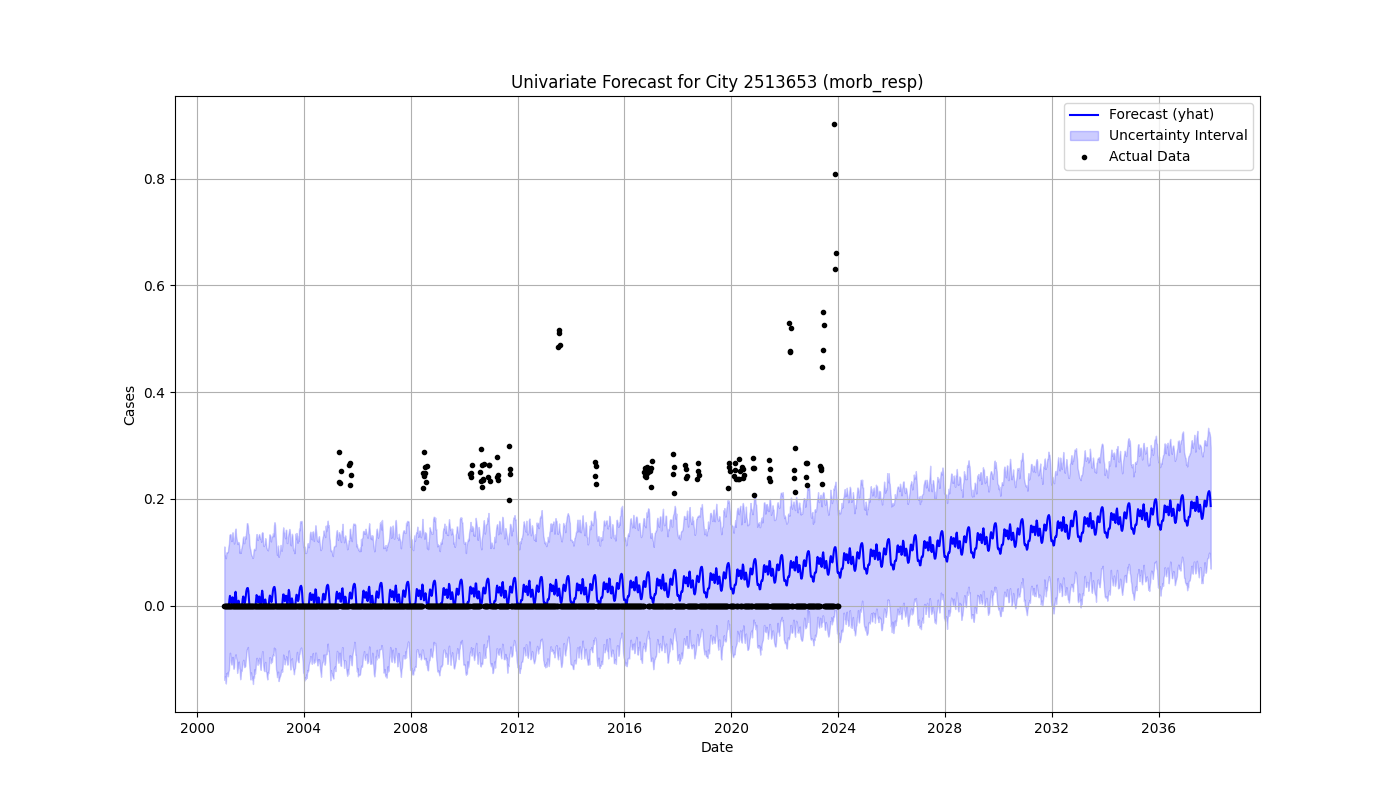 Univariate Forecast for City 2513653 (morb_resp)
Forecast (yhat)
Uncertainty Interval
Actual Data
Cases
0.8
0.6
0.4
0.2
0.0
2000 2004 2008 2012 2016 2020 2024 2028 2032 2036
Date